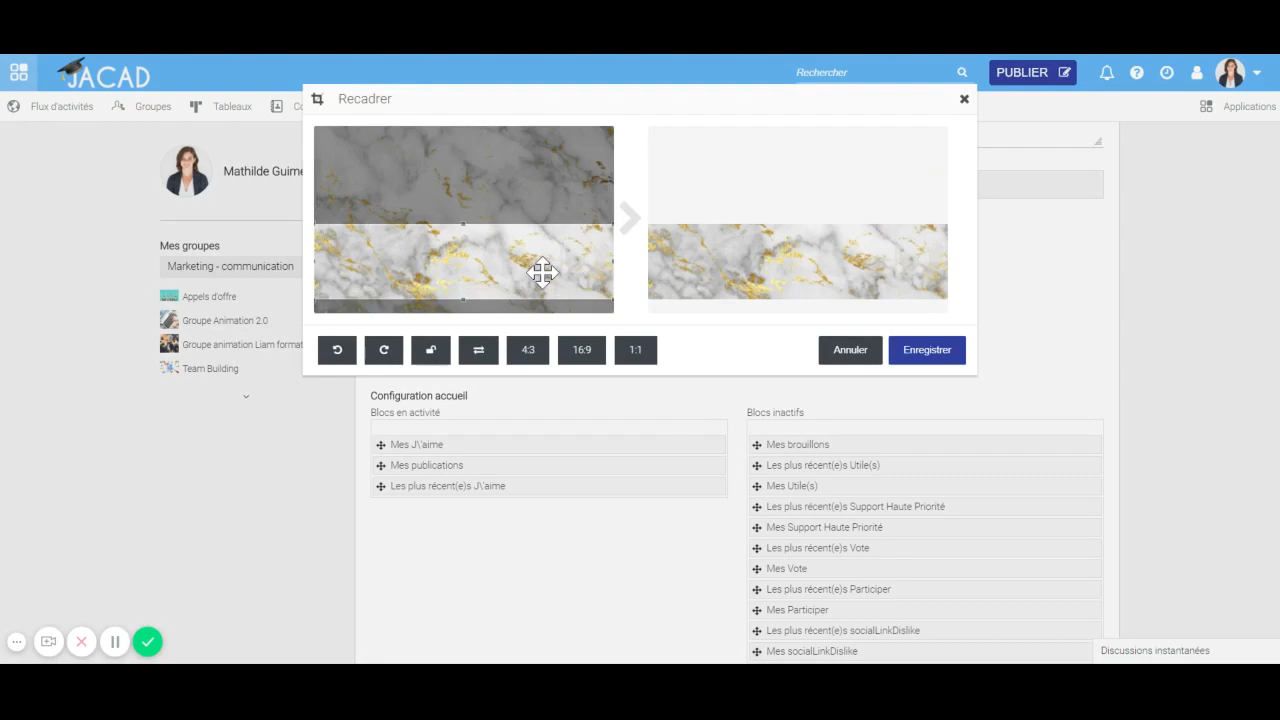 JACAD
Rechercher
PUBLIER
Flux d'activités
Groupes
Tableaux
Applications
Recadrer
Mathilde Guime
Mes groupes
Marketing - communication
Appels d'offre
Groupe Animation 2.0
Groupe animation Liam format
Team Building
4:3
16:9
1:1
Annuler
Enregistrer
Configuration accueil
Blocs en activité
Mes J\'aime
Mes publications
Les plus récent(e)s J\'aime
Blocs inactifs
Mes brouillons
Les plus récent(e)s Utile(s)
Mes Utile(s)
Les plus récent(e)s Support Haute Priorité
Mes Support Haute Priorité
Les plus récent(e)s Vote
Mes Vote
Les plus récent(e)s Participer
Mes Participer
Les plus récent(e)s socialLinkDislike
Mes socialLinkDislike
Discussions instantanées